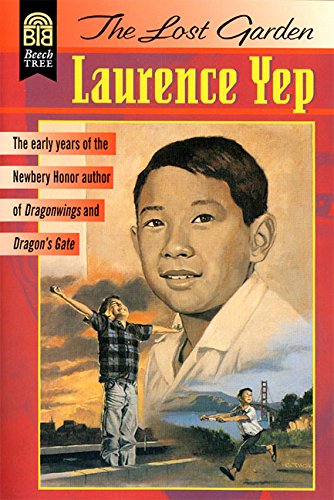 BTB
Beech
TREE
The Lost Garden
Laurence Yep
The early years of the
Newbery Honor author
of Dragonwings and
Dragon's Gate